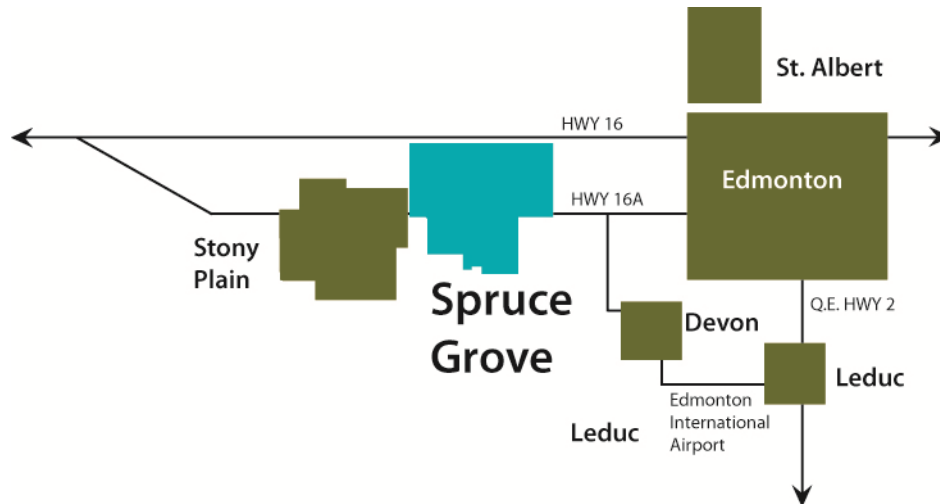 St. Albert
HWY 16
Edmonton
HWY 16A
Stony
Plain
Spruce
Grove
Q.E. HWY 2
Devon
Leduc
Edmonton
International
Airport
Leduc